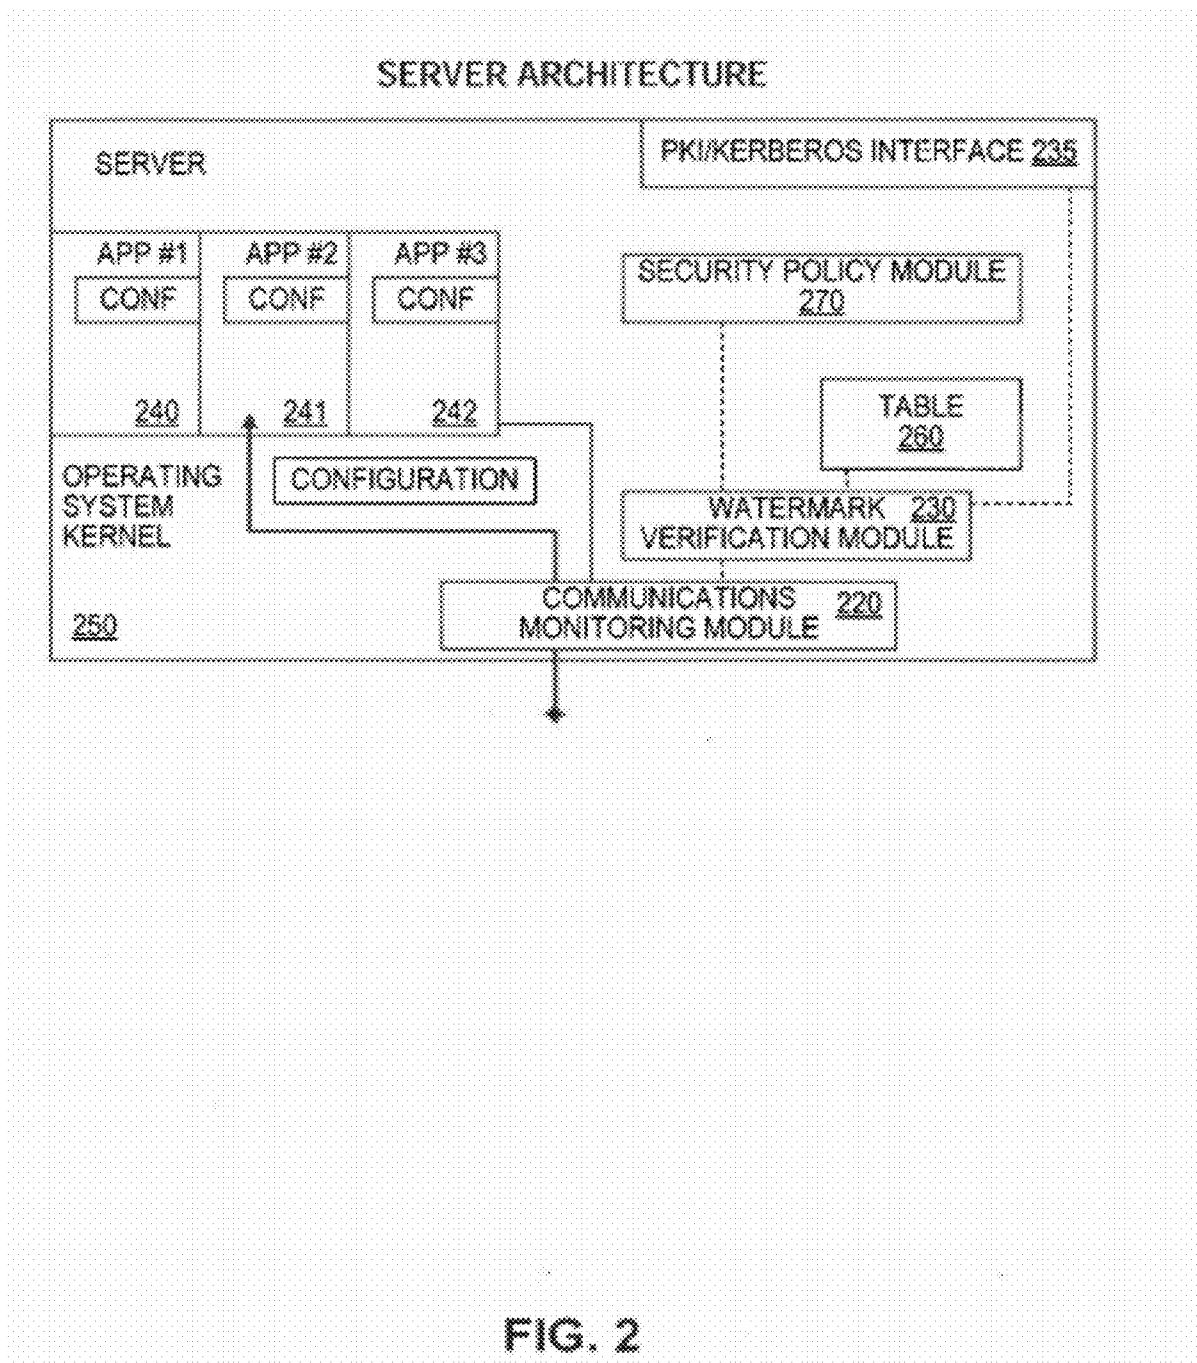 SERVER ARCHITECTURE
SERVER
PKI/KERBEROS INTERFACE 235
APP #1
CONF
240
APP #2
CONF
241
APP #3
CONF
242
SECURITY POLICY MODULE
270
TABLE
260
CONFIGURATION
OPERATING
SYSTEM
KERNEL
250
WATERMARK 230
VERIFICATION MODULE
COMMUNICATIONS 220
MONITORING MODULE
FIG. 2